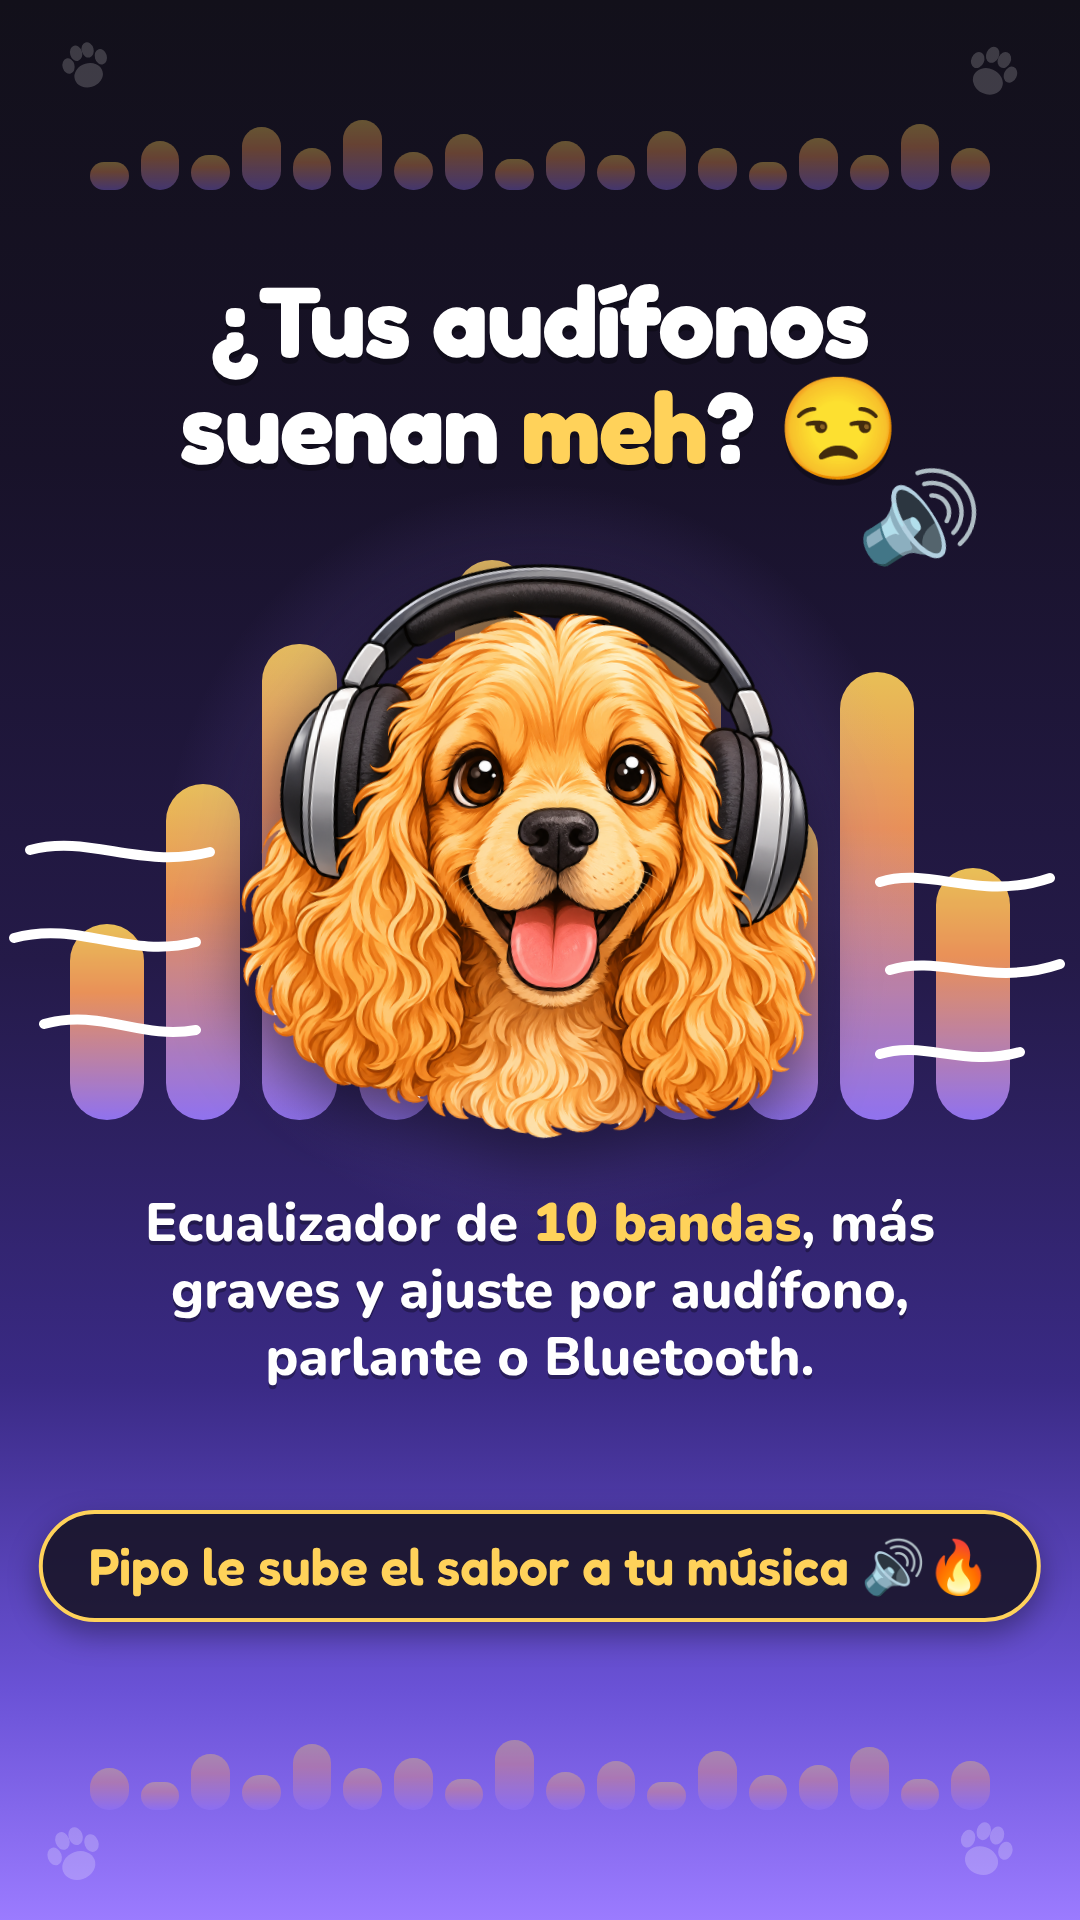 ¿Tus audífonos
suenan meh? 😒
Ecualizador de 10 bandas, más
graves y ajuste por audífono,
parlante o Bluetooth.
Pipo le sube el sabor a tu música 🔊🔥